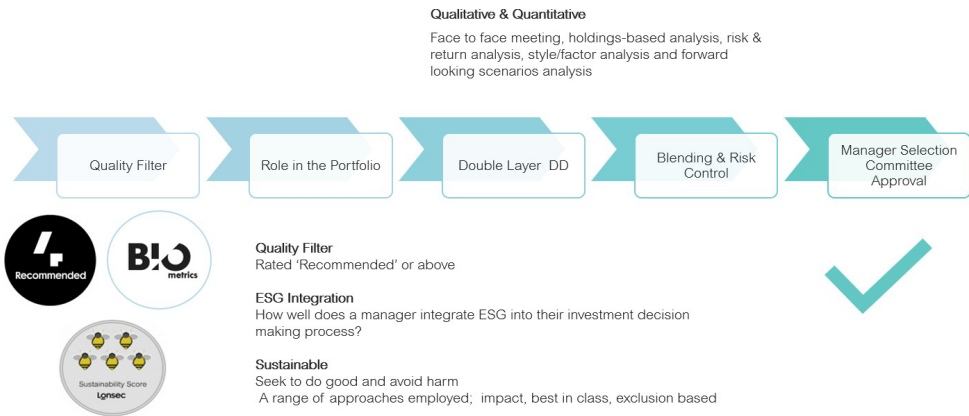 Qualitative & Quantitative
Face to face meeting, holdings-based analysis, risk &
return analysis, style/factor analysis and forward
looking scenarios analysis
Quality Filter
Role in the Portfolio
Double Layer DD
Blending & Risk
Control
Manager Selection
Committee
Approval
4
Recommended
B!O
metrics
Sustainability Score
Lonsec
Quality Filter
Rated 'Recommended' or above
ESG Integration
How well does a manager integrate ESG into their investment decision
making process?
Sustainable
Seek to do good and avoid harm
A range of approaches employed; impact, best in class, exclusion based